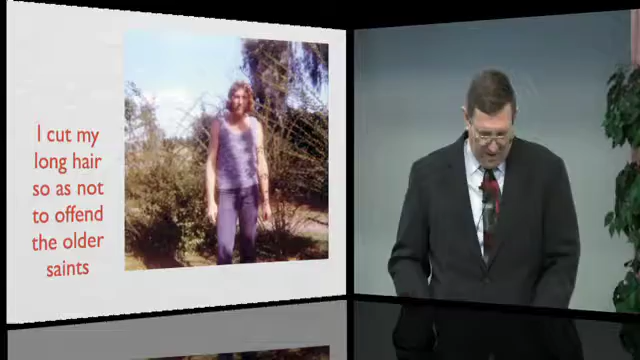 I cut my
long hair
so as not
to offend
the older
saints